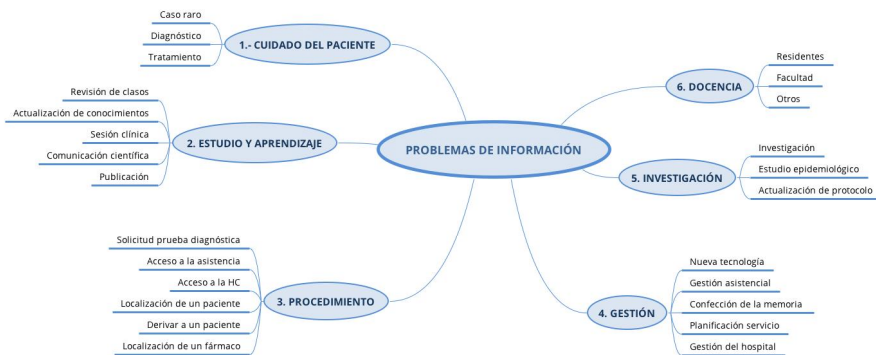 PROBLEMAS DE INFORMACIÓN
1.- CUIDADO DEL PACIENTE
Caso raro
Diagnóstico
Tratamiento
2. ESTUDIO Y APRENDIZAJE
Revisión de clasos
Actualización de conocimientos
Sesión clínica
Comunicación científica
Publicación
3. PROCEDIMIENTO
Solicitud prueba diagnóstica
Acceso a la asistencia
Acceso a la HC
Localización de un paciente
Derivar a un paciente
Localización de un fármaco
4. GESTIÓN
Nueva tecnología
Gestión asistencial
Confección de la memoria
Planificación servicio
Gestión del hospital
5. INVESTIGACIÓN
Investigación
Estudio epidemiológico
Actualización de protocolo
6. DOCENCIA
Residentes
Facultad
Otros